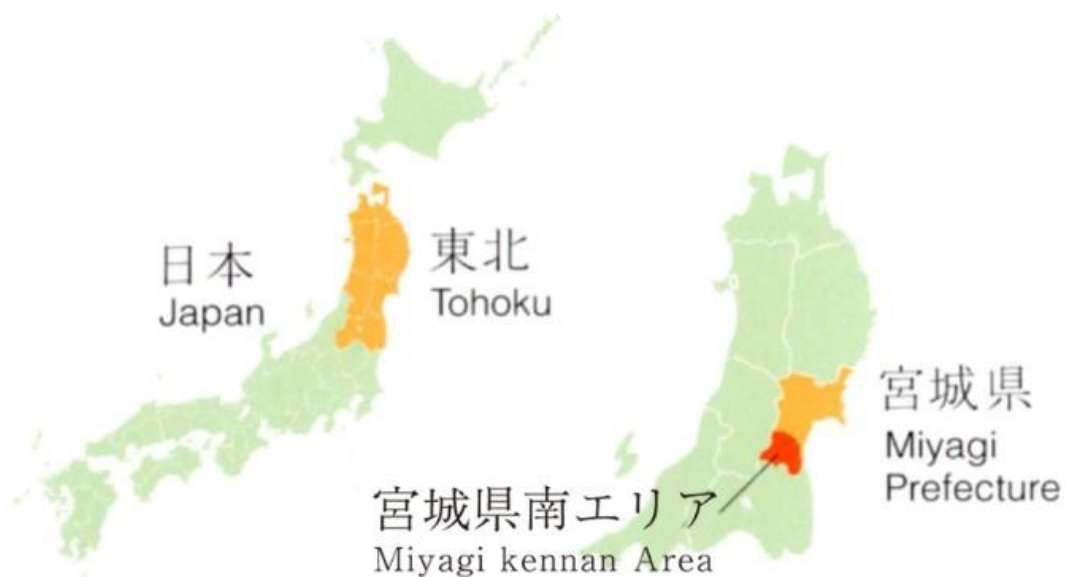 日本
Japan
東北
Tohoku
宮城県
Miyagi
Prefecture
宮城県南エリア
Miyagi kennan Area